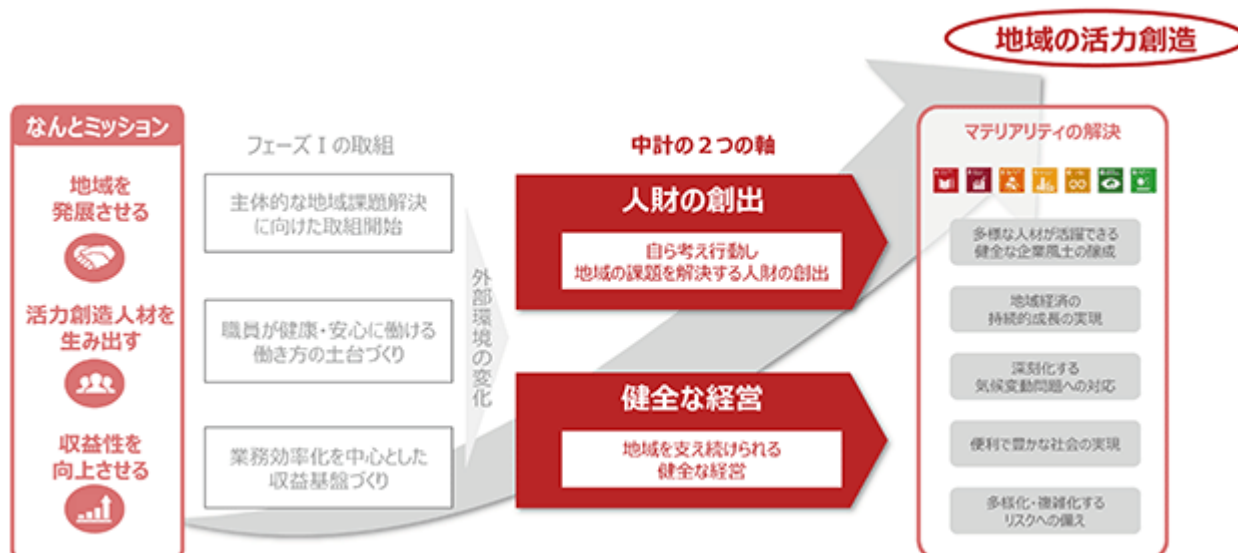 地域の活力創造
なんとミッション
地域を
発展させる
活力創造人材を
生み出す
収益性を
向上させる
フェーズⅠの取組
主体的な地域課題解決
に向けた取組開始
職員が健康・安心に働ける
働き方の土台づくり
業務効率化を中心とした
収益基盤づくり
外部環境の変化
中計の2つの軸
人財の創出
自ら考え行動し
地域の課題を解決する人財の創出
健全な経営
地域を支え続けられる
健全な経営
マテリアリティの解決
多様な人材が活躍できる
健全な企業風土の醸成
地域経済の
持続的成長の実現
深刻化する
気候変動問題への対応
便利で豊かな社会の実現
多様化・複雑化する
リスクへの備え